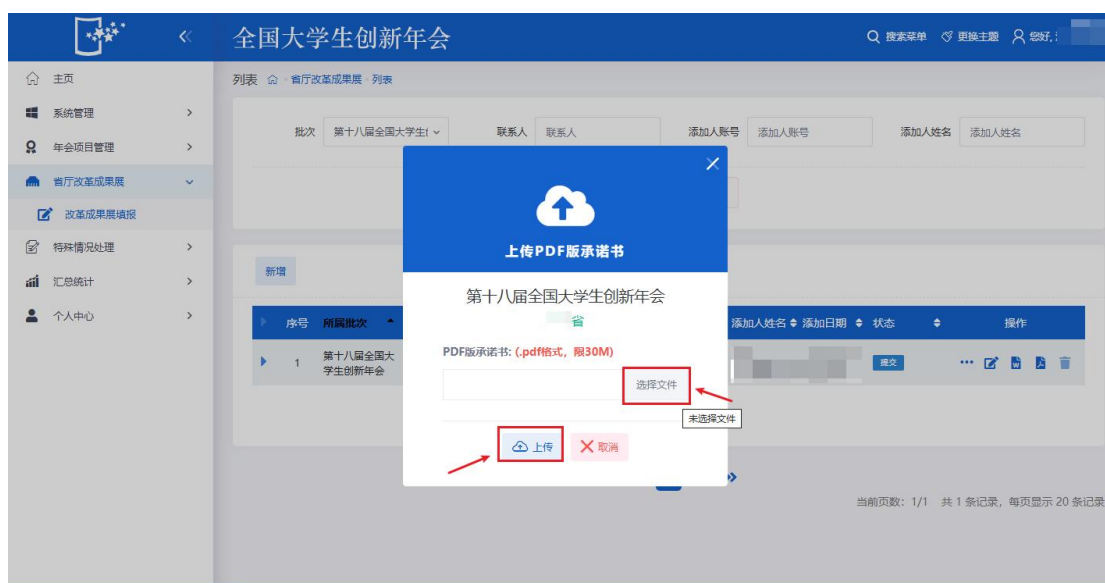 全国大学生创新年会
搜索菜单 更换主题 您好,
主页
系统管理
年会项目管理
省厅改革成果展
改革成果展填报
特殊情况处理
汇总统计
个人中心
列表 省厅改革成果展 - 列表
批次 第十八届全国大学生 联系人 联系人 添加人账号 添加人账号 添加人姓名 添加人姓名
上传PDF版承诺书
第十八届全国大学生创新年会
省
PDF版承诺书: (.pdf格式，限30M)
选择文件
未选择文件
上传 取消
新增
序号 所属批次 添加人姓名 添加日期 状态 操作
1 第十八届全国大
学生创新年会 提交
当前页数: 1/1 共 1 条记录，每页显示 20 条记录